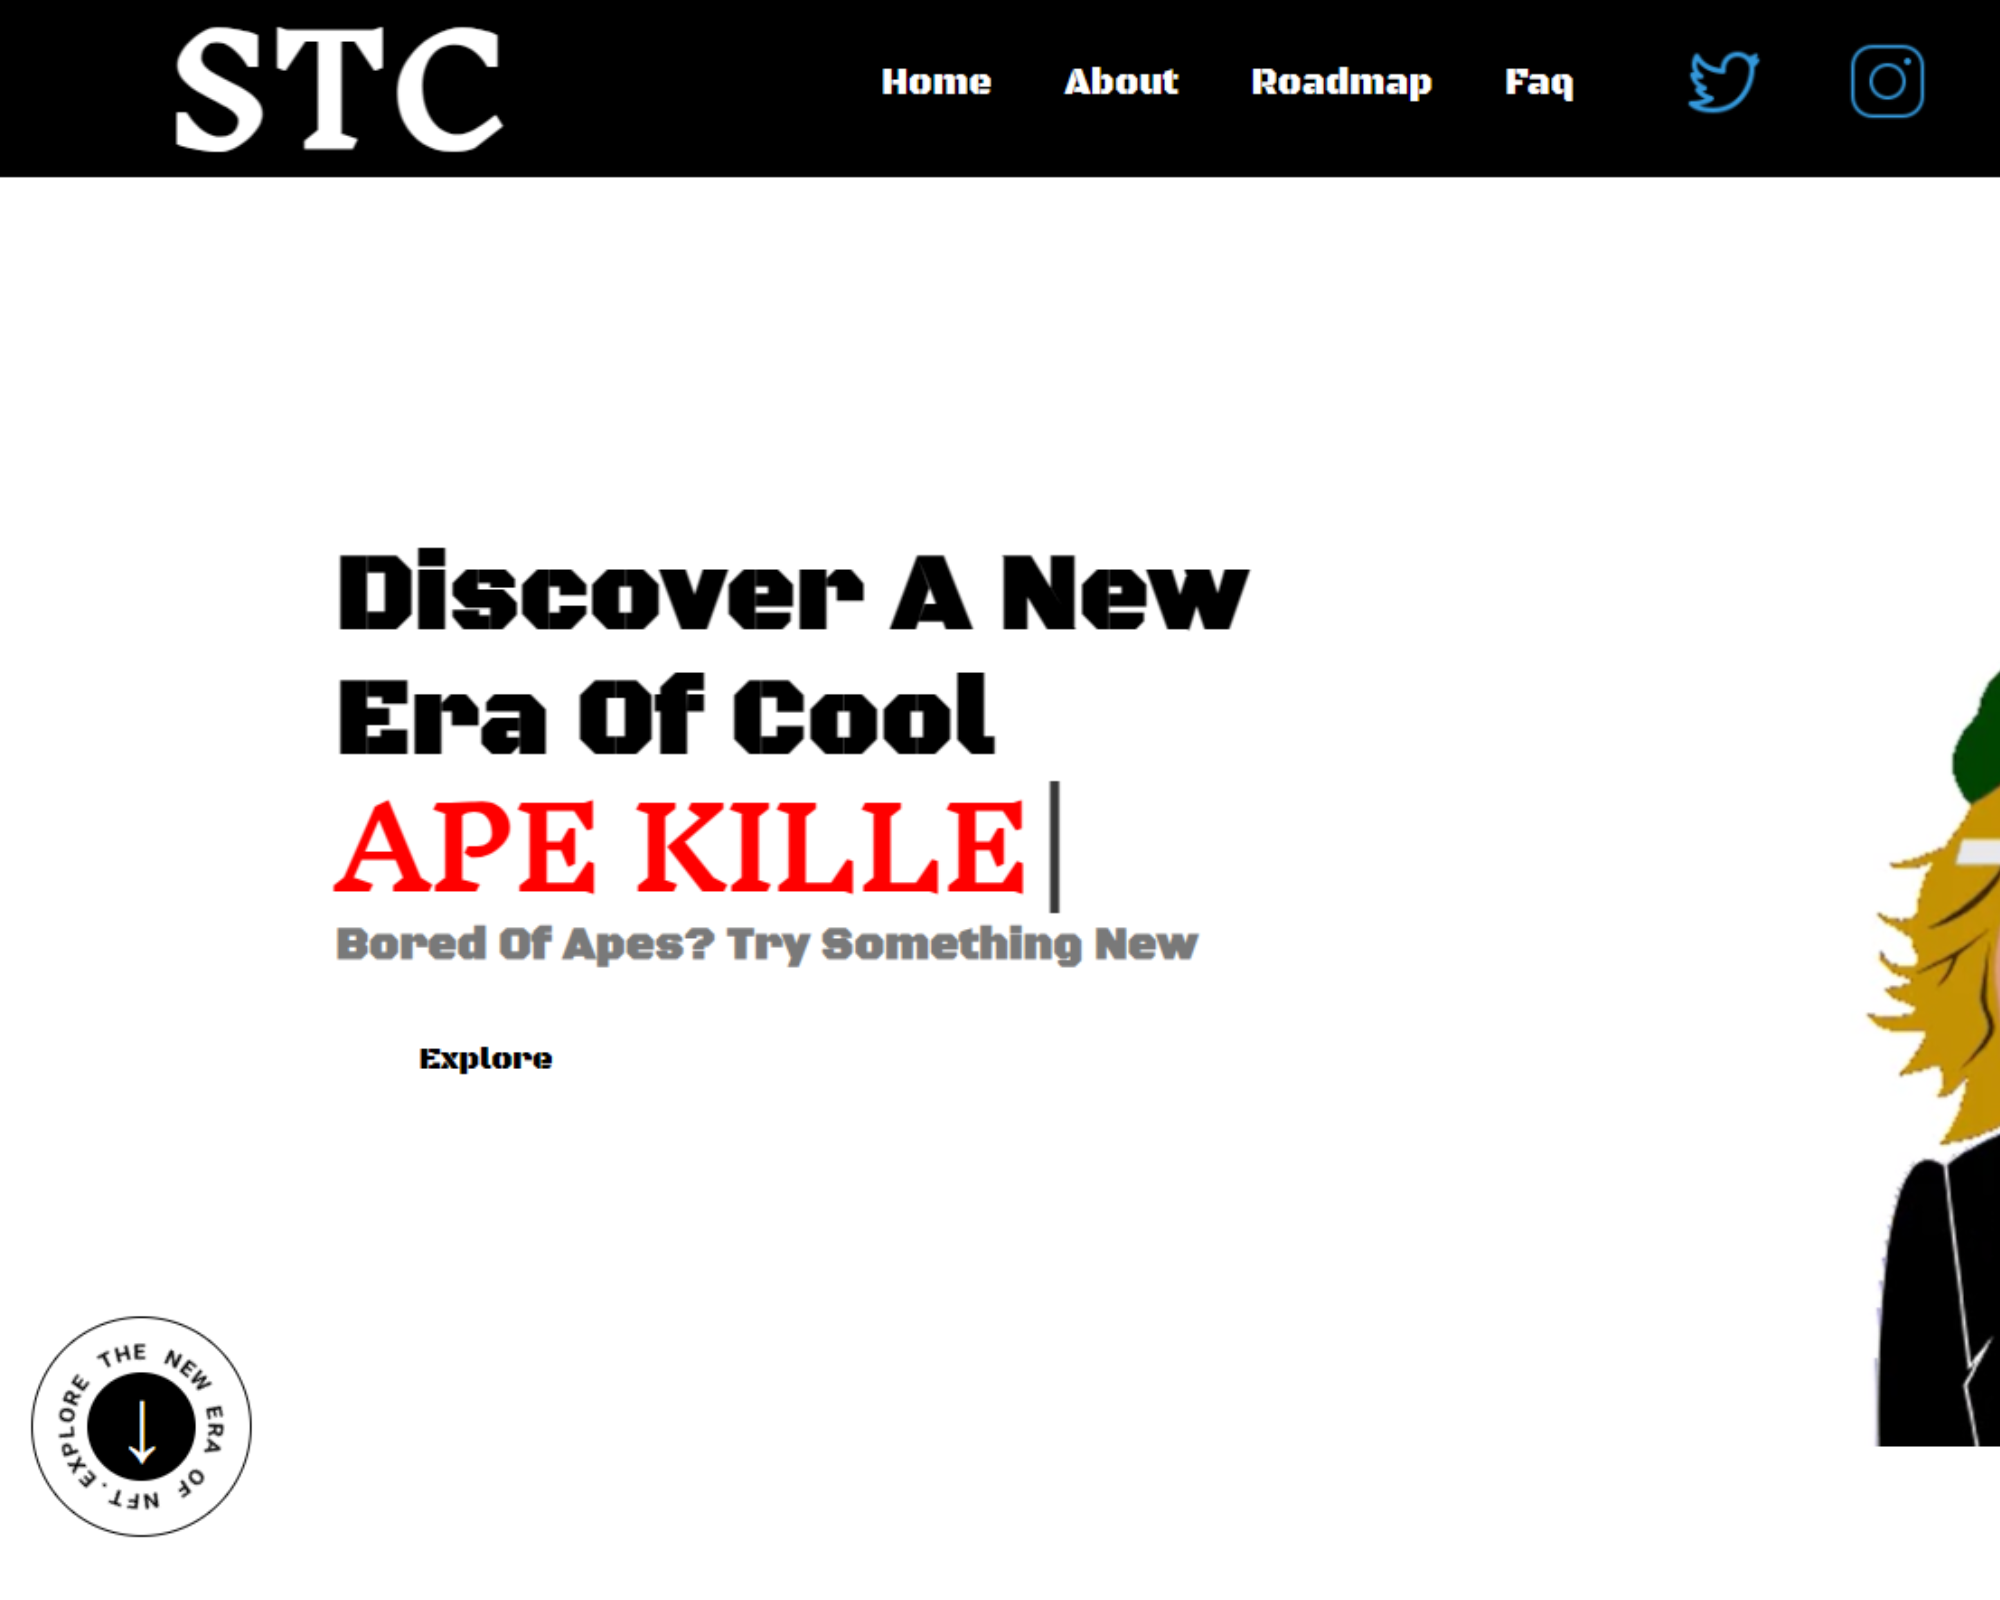 STC
Home About Roadmap Faq
Discover A New
Era Of Cool
APE KILLE
Bored Of Apes? Try Something New
Explore
EXPLORE THE NEW ERA OF NFT.